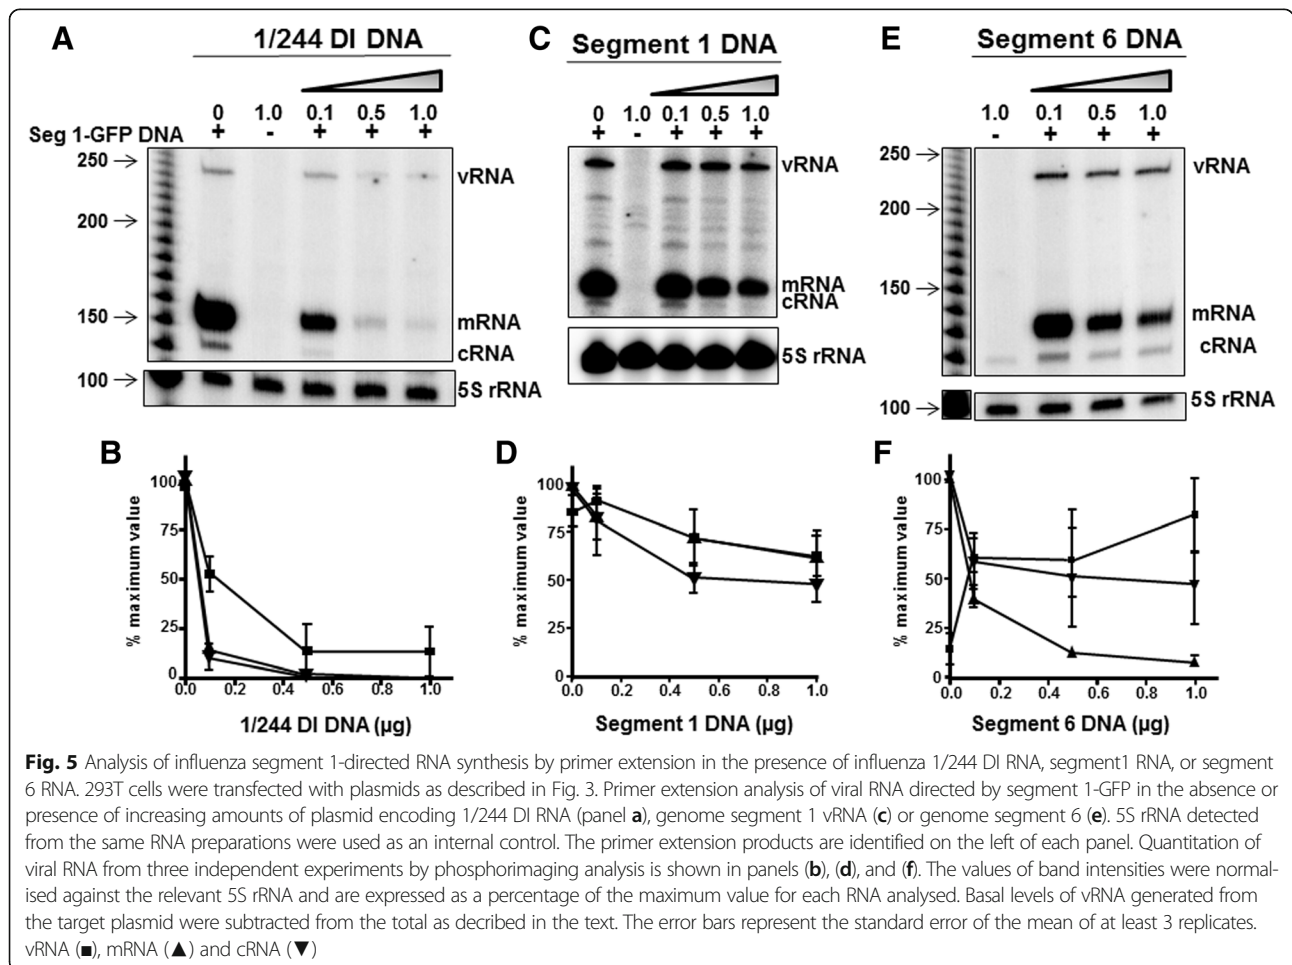 A
1/244 DI DNA
0 1.0 0.1 0.5 1.0
Seg 1-GFP DNA + - + + +
250 →
vRNA
200 →
150 →
mRNA
cRNA
100 →
5S rRNA
C
Segment 1 DNA
0 1.0 0.1 0.5 1.0
+ - + + +
vRNA
mRNA
cRNA
5S rRNA
E
Segment 6 DNA
1.0 0.1 0.5 1.0
- + + +
250 →
vRNA
200 →
150 →
mRNA
cRNA
100 →
5S rRNA
B
% maximum value
100
75
50
25
0
0.0 0.2 0.4 0.6 0.8 1.0
1/244 DI DNA (µg)
D
% maximum value
100
75
50
25
0
0.0 0.2 0.4 0.6 0.8 1.0
Segment 1 DNA (µg)
F
% maximum value
100
75
50
25
0
0.0 0.2 0.4 0.6 0.8 1.0
Segment 6 DNA (µg)
Fig. 5 Analysis of influenza segment 1-directed RNA synthesis by primer extension in the presence of influenza 1/244 DI RNA, segment1 RNA, or segment
6 RNA. 293T cells were transfected with plasmids as described in Fig. 3. Primer extension analysis of viral RNA directed by segment 1-GFP in the absence or
presence of increasing amounts of plasmid encoding 1/244 DI RNA (panel a), genome segment 1 vRNA (c) or genome segment 6 (e). 5S rRNA detected
from the same RNA preparations were used as an internal control. The primer extension products are identified on the left of each panel. Quantitation of
viral RNA from three independent experiments by phosphorimaging analysis is shown in panels (b), (d), and (f). The values of band intensities were normal-
ised against the relevant 5S rRNA and are expressed as a percentage of the maximum value for each RNA analysed. Basal levels of vRNA generated from
the target plasmid were subtracted from the total as decribed in the text. The error bars represent the standard error of the mean of at least 3 replicates.
vRNA (■), mRNA (▲) and cRNA (▼)